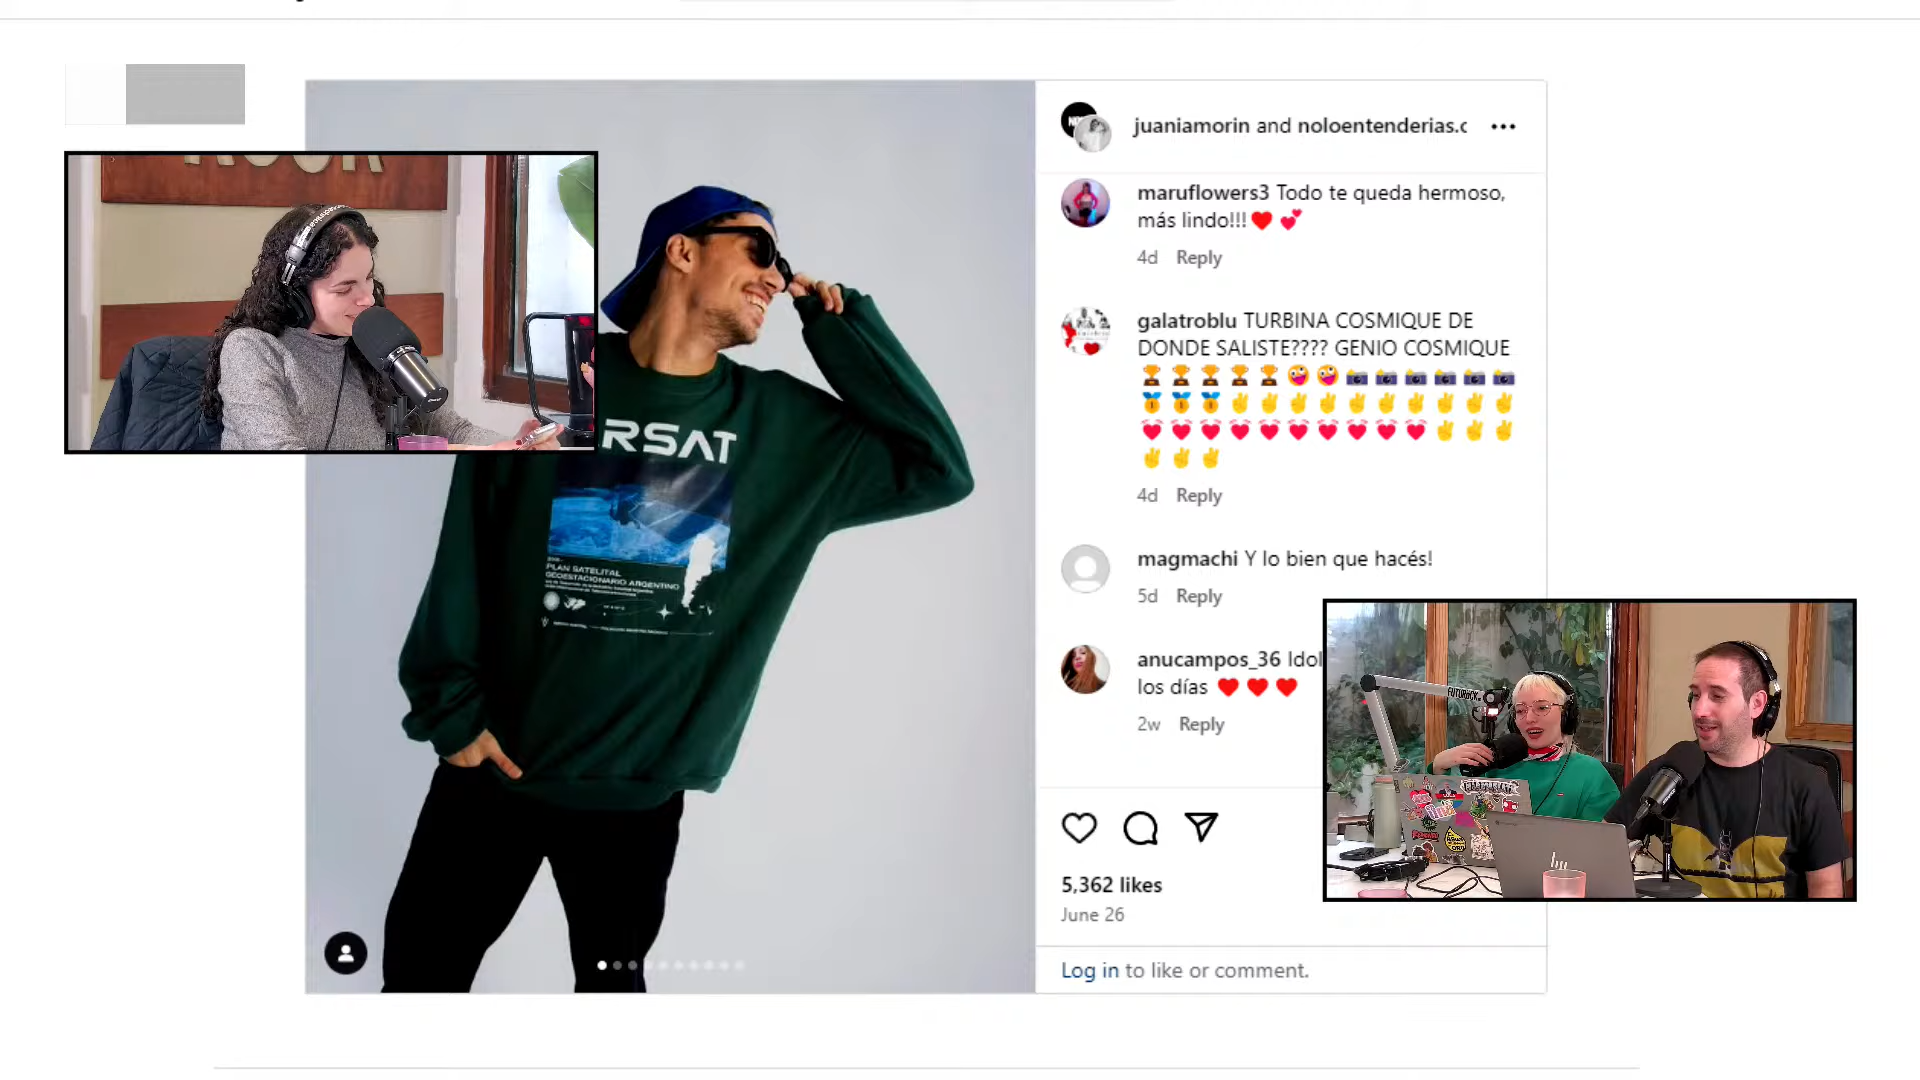 juaniamorin and noloentenderias.c
maruflowers3 Todo te queda hermoso,
más lindo!!!❤️ 💕
4d Reply
galatroblu TURBINA COSMIQUE DE
DONDE SALISTE???? GENIO COSMIQUE
🏆 🏆 🏆 🏆 🏆 🤪 🤪 📸 📸 📸 📸 📸 📸
🏅 🏅 🏅 ✌️ ✌️ ✌️ ✌️ ✌️ ✌️ ✌️ ✌️ ✌️ ✌️
💓 💓 💓 💓 💓 💓 💓 💓 💓 💓 ✌️ ✌️ ✌️
✌️ ✌️ ✌️
4d Reply
magmachi Y lo bien que hacés!
5d Reply
anucampos_36 Idol
los días ❤️ ❤️ ❤️
2w Reply
5,362 likes
June 26
Log in to like or comment.
RSAT
PLAN SATELITAL
GEOESTACIONARIO ARGENTINO
FUTUROCK